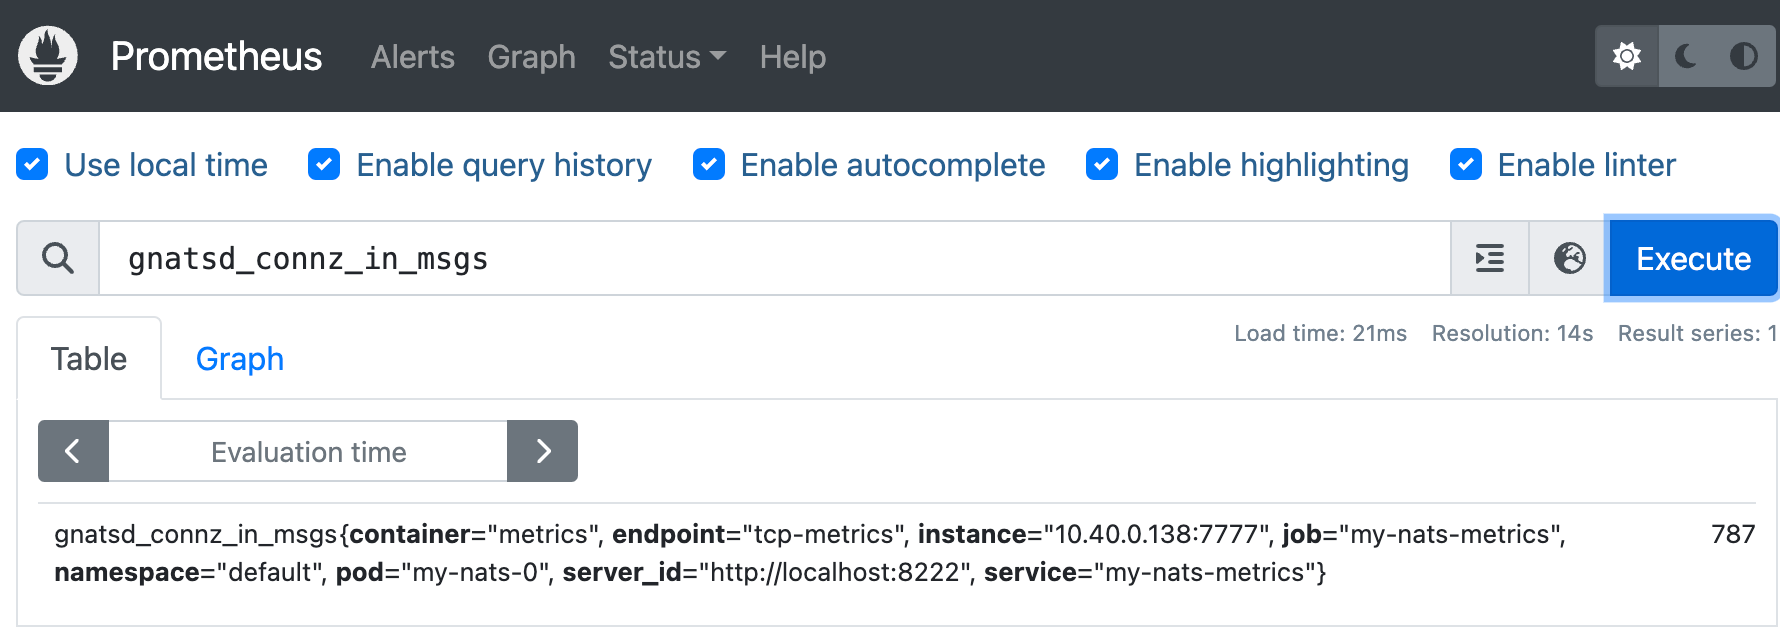 Prometheus Alerts Graph Status Help
Use local time Enable query history Enable autocomplete Enable highlighting Enable linter
gnatsd_connz_in_msgs Execute
Load time: 21ms Resolution: 14s Result series: 1
Table Graph
Evaluation time
gnatsd_connz_in_msgs{container="metrics", endpoint="tcp-metrics", instance="10.40.0.138:7777", job="my-nats-metrics", 787
namespace="default", pod="my-nats-0", server_id="http://localhost:8222", service="my-nats-metrics"}